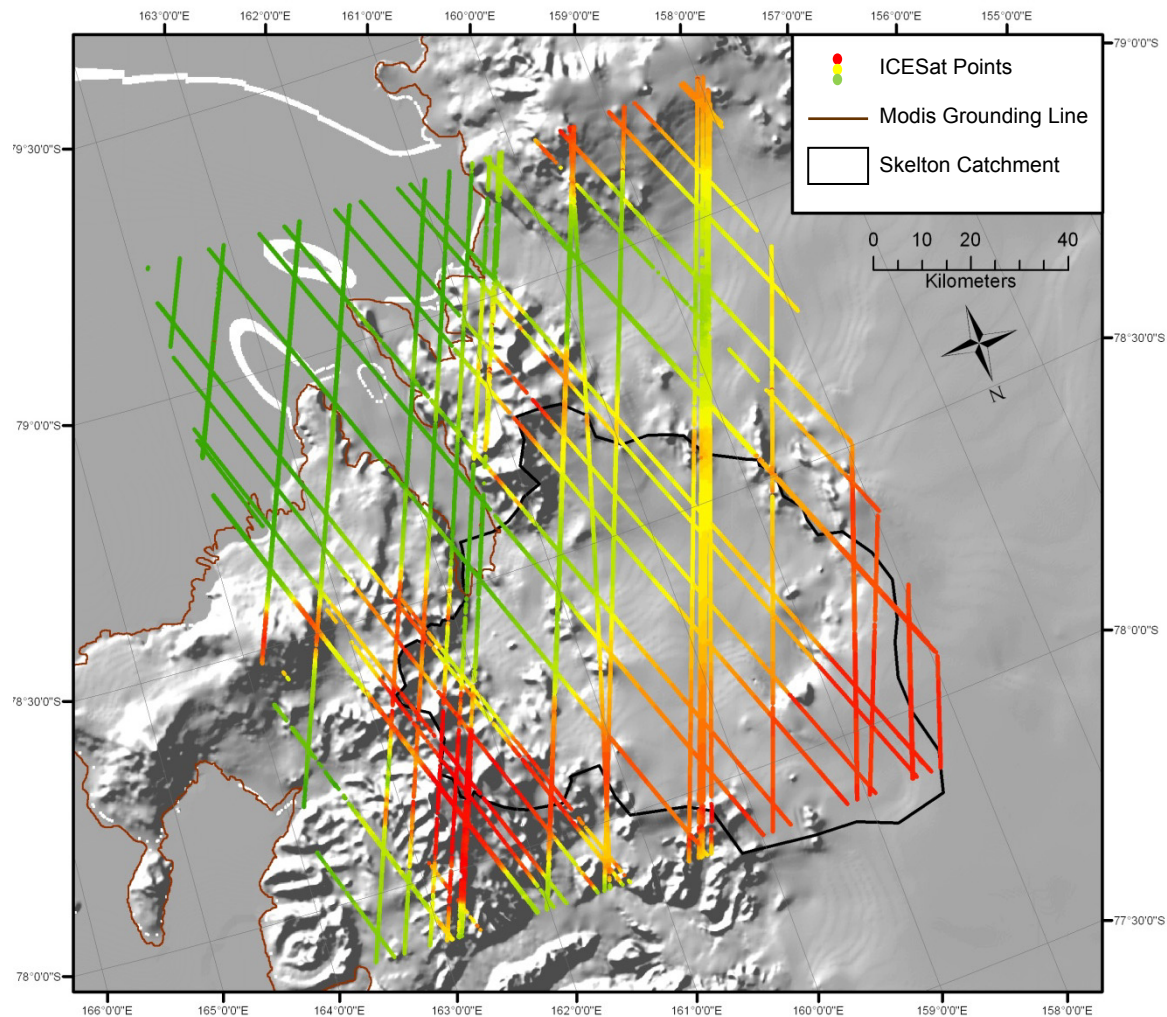 163°0'0"E 162°0'0"E 161°0'0"E 160°0'0"E 159°0'0"E 158°0'0"E 157°0'0"E 156°0'0"E 155°0'0"E
79°0'0"S
ICESat Points
Modis Grounding Line
Skelton Catchment
79°30'0"S
0 10 20 40
Kilometers
78°30'0"S
N
79°0'0"S
78°0'0"S
78°30'0"S
77°30'0"S
78°0'0"S
166°0'0"E 165°0'0"E 164°0'0"E 163°0'0"E 162°0'0"E 161°0'0"E 160°0'0"E 159°0'0"E 158°0'0"E